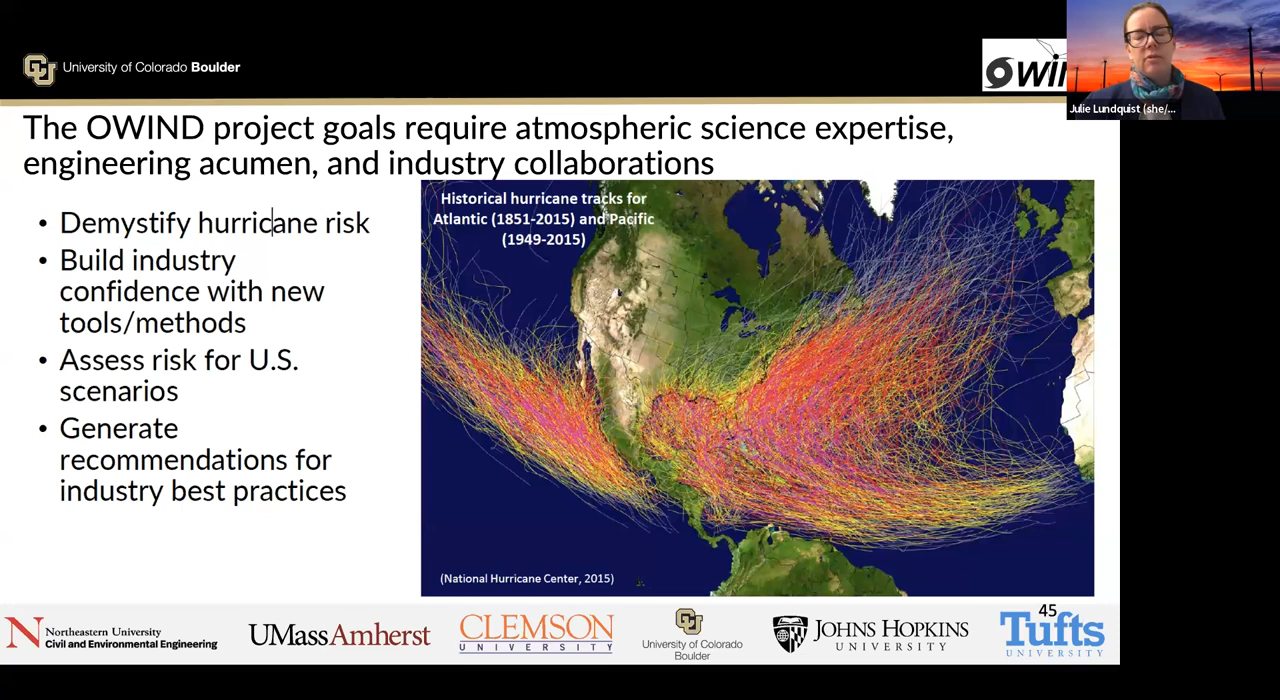 University of Colorado Boulder
Julie Lundquist (she/...
The OWIND project goals require atmospheric science expertise,
engineering acumen, and industry collaborations
• Demystify hurricane risk
• Build industry
confidence with new
tools/methods
• Assess risk for U.S.
scenarios
• Generate
recommendations for
industry best practices
Historical hurricane tracks for
Atlantic (1851-2015) and Pacific
(1949-2015)
(National Hurricane Center, 2015)
45
N Northeastern University
Civil and Environmental Engineering
UMassAmherst
CLEMSON
UNIVERSITY
CU
University of Colorado
Boulder
JOHNS HOPKINS
UNIVERSITY
Tufts
UNIVERSITY